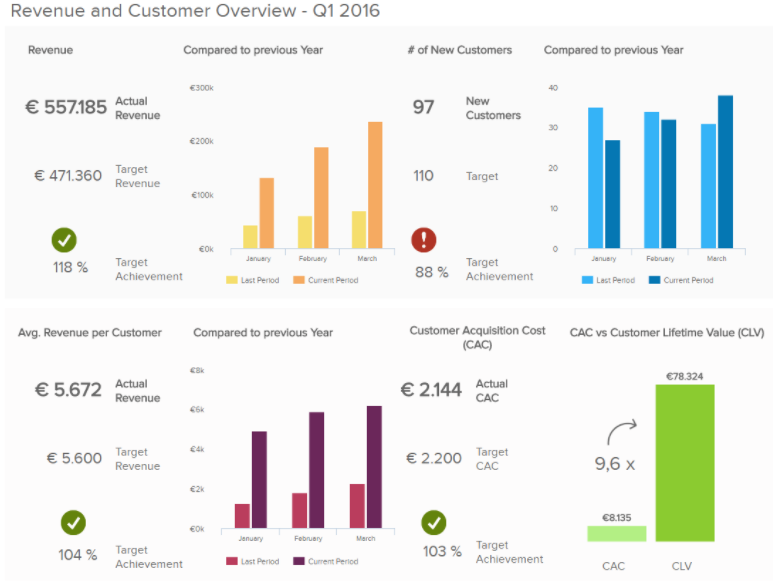 Revenue and Customer Overview - Q1 2016
Revenue
Compared to previous Year
€ 557.185
Actual
Revenue
€ 471.360
Target
Revenue
118 %
Target
Achievement
€300k
€200k
€100k
€0k
January
February
March
Last Period
Current Period
# of New Customers
Compared to previous Year
97
New
Customers
110
Target
88 %
Target
Achievement
40
30
20
10
0
January
February
March
Last Period
Current Period
Avg. Revenue per Customer
Compared to previous Year
€ 5.672
Actual
Revenue
€ 5.600
Target
Revenue
104 %
Target
Achievement
€8k
€6k
€4k
€2k
€0k
January
February
March
Last Period
Current Period
Customer Acquisition Cost
(CAC)
€ 2.144
Actual
CAC
€ 2.200
Target
CAC
103 %
Target
Achievement
CAC vs Customer Lifetime Value (CLV)
€78.324
9,6 x
€8.135
CAC
CLV